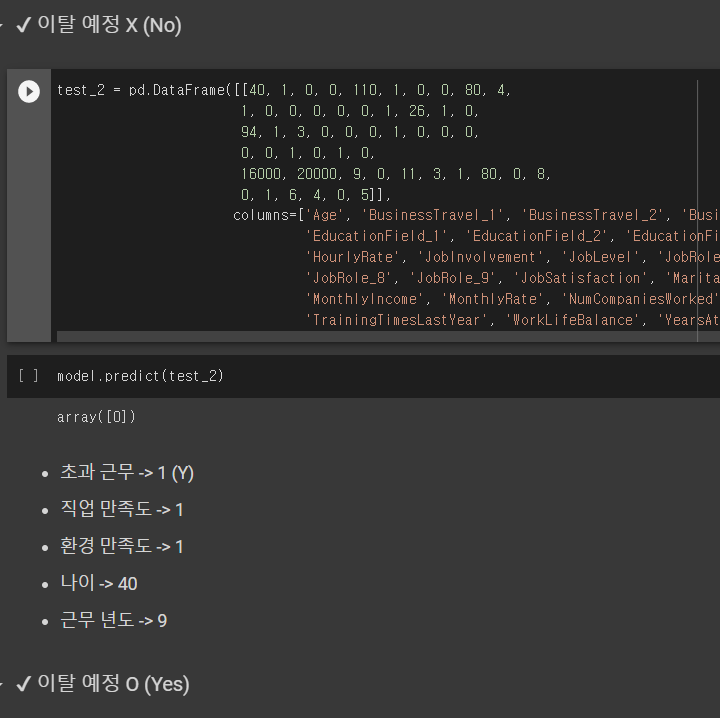 ✓ 이탈 예정 X (No)
test_2 = pd.DataFrame([[40, 1, 0, 0, 110, 1, 0, 0, 80, 4,
1, 0, 0, 0, 0, 0, 1, 26, 1, 0,
94, 1, 3, 0, 0, 0, 1, 0, 0, 0,
0, 0, 1, 0, 1, 0,
16000, 20000, 9, 0, 11, 3, 1, 80, 0, 8,
0, 1, 6, 4, 0, 5]],
columns=['Age', 'BusinessTravel_1', 'BusinessTravel_2', 'Busi
'EducationField_1', 'EducationField_2', 'EducationFi
'HourlyRate', 'JobInvolvement', 'JobLevel', 'JobRole
'JobRole_8', 'JobRole_9', 'JobSatisfaction', 'Marita
'MonthlyIncome', 'MonthlyRate', 'NumCompaniesWorked'
'TrainingTimesLastYear', 'WorkLifeBalance', 'YearsAt
[ ] model.predict(test_2)
array([0])
• 초과 근무 -> 1 (Y)
• 직업 만족도 -> 1
• 환경 만족도 -> 1
• 나이 -> 40
• 근무 년도 -> 9
✓ 이탈 예정 O (Yes)